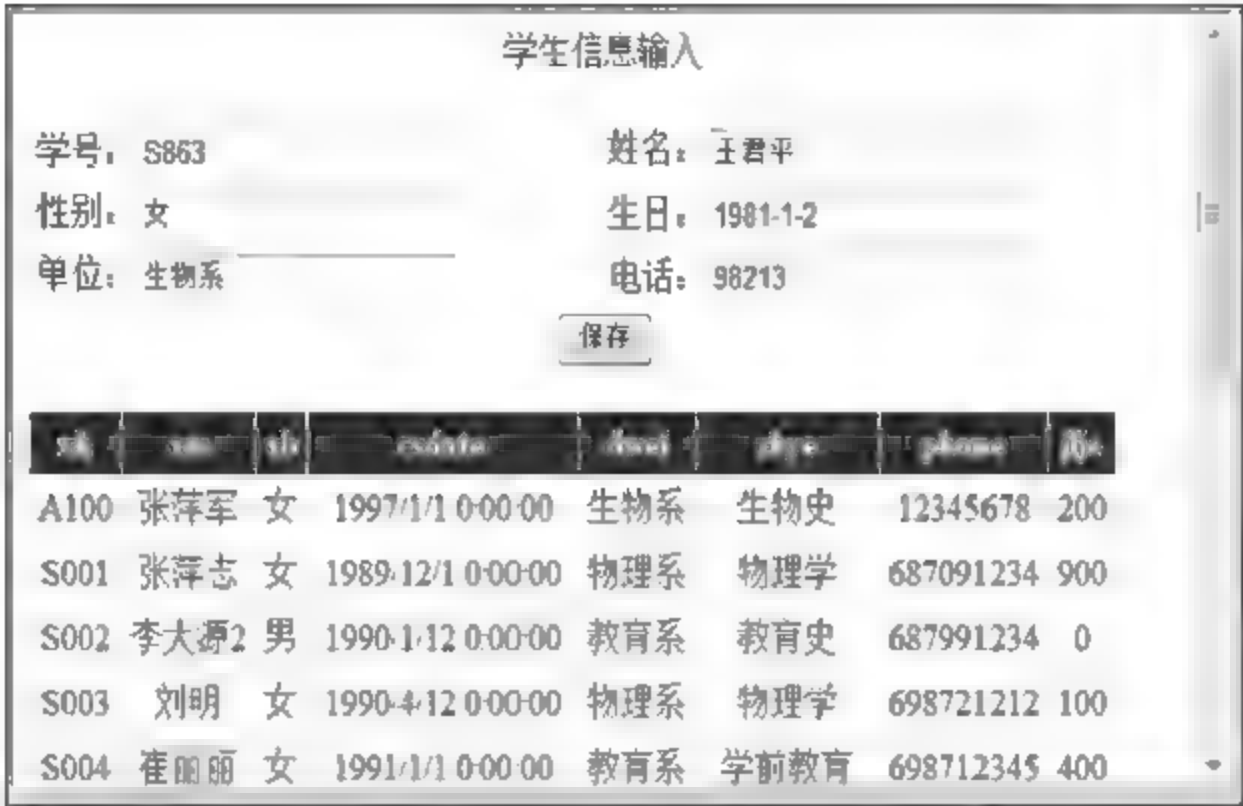 学生信息输入
学号: S863 姓名: 王君平
性别: 女 生日: 1981-1-2
单位: 生物系 电话: 98213
保存
phone
A100 张萍军 女 1997/1/1 0:00:00 生物系 生物史 12345678 200
S001 张萍志 女 1989/12/1 0:00:00 物理系 物理学 687091234 900
S002 李大源2 男 1990/1/12 0:00:00 教育系 教育史 687991234 0
S003 刘明 女 1990/4/12 0:00:00 物理系 物理学 698721212 100
S004 崔丽丽 女 1991/1/1 0:00:00 教育系 学前教育 698712345 400